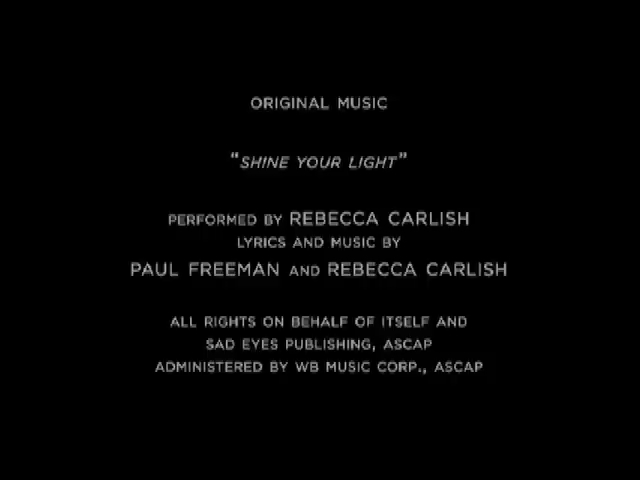 ORIGINAL MUSIC
"SHINE YOUR LIGHT"
PERFORMED BY REBECCA CARLISH
LYRICS AND MUSIC BY
PAUL FREEMAN AND REBECCA CARLISH
ALL RIGHTS ON BEHALF OF ITSELF AND
SAD EYES PUBLISHING, ASCAP
ADMINISTERED BY WB MUSIC CORP., ASCAP